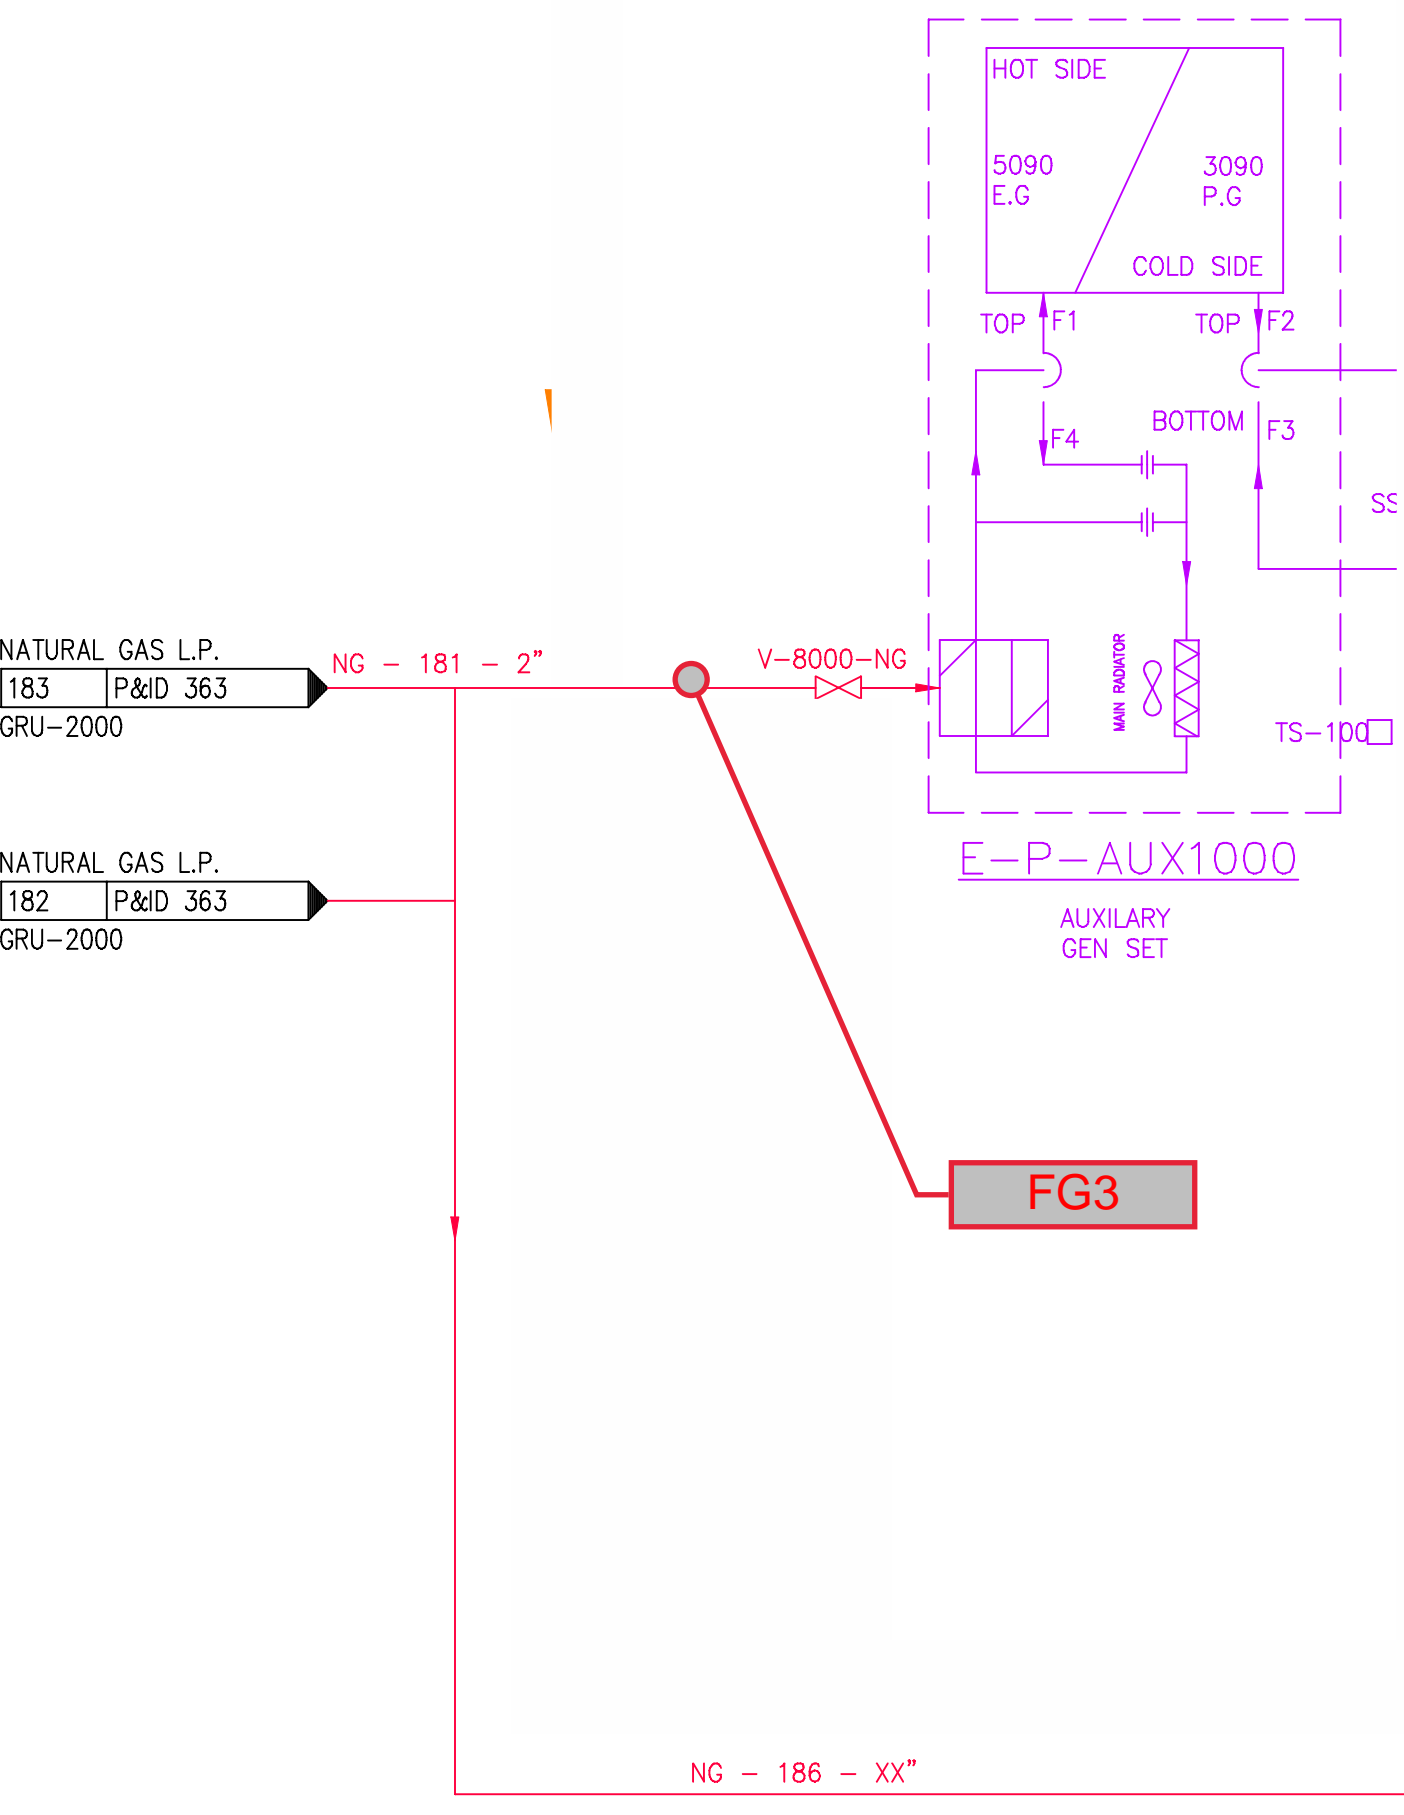 HOT SIDE
5090
E.G
3090
P.G
COLD SIDE
TOP F1
TOP F2
BOTTOM
F4
F3
SS
NATURAL GAS L.P.
183 P&ID 363
GRU-2000
NG - 181 - 2”
V-8000-NG
MAIN RADIATOR
TS-100
NATURAL GAS L.P.
182 P&ID 363
GRU-2000
E-P-AUX1000
AUXILARY
GEN SET
FG3
NG - 186 - XX”